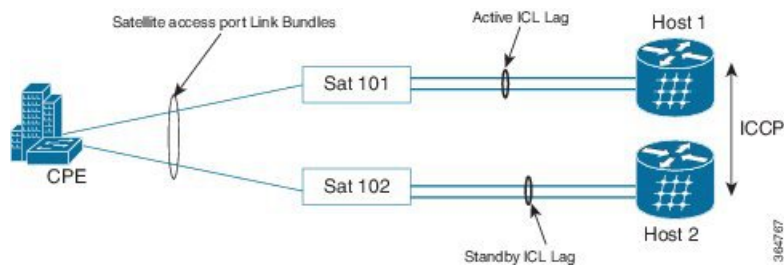 Satellite access port Link Bundles
Active ICL Lag
Host 1
Sat 101
ICCP
CPE
Sat 102
Host 2
Standby ICL Lag
364767